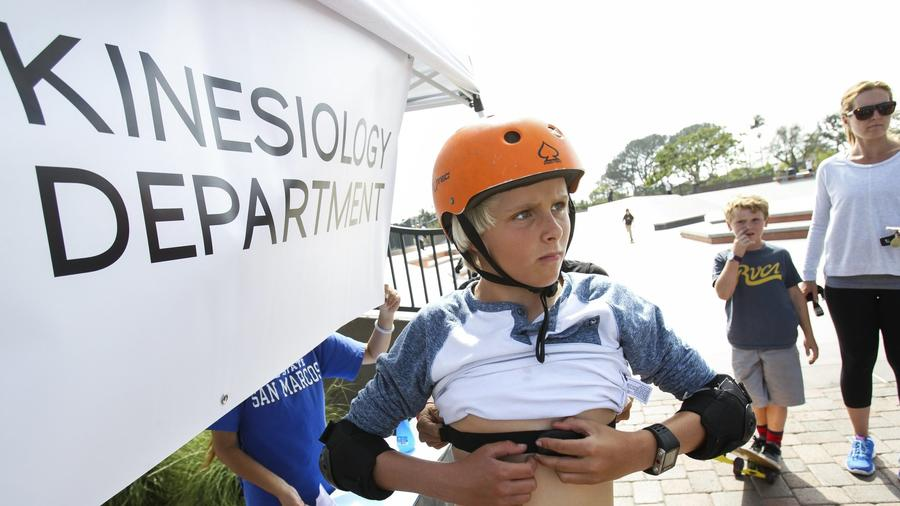 KINESIOLOGY
DEPARTMENT
SAN MARCOS
RVCA